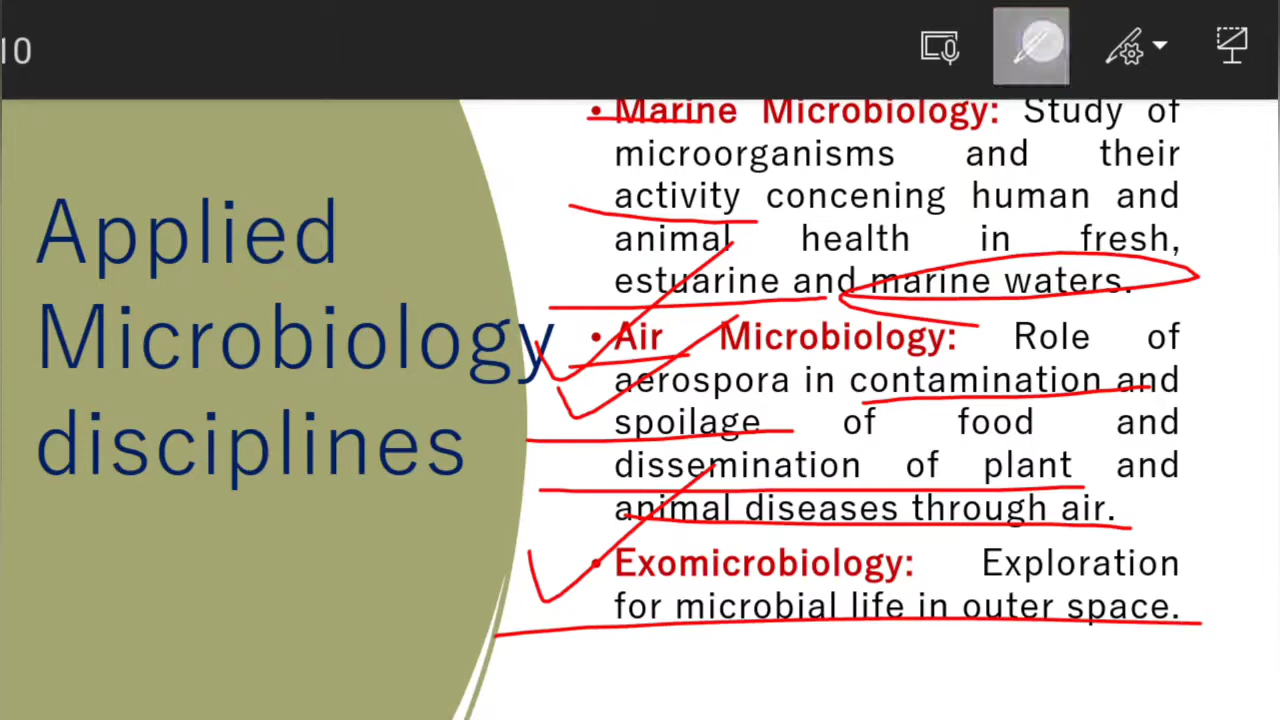 10
Applied
Microbiology
disciplines
• Marine Microbiology: Study of
microorganisms and their
activity concening human and
animal health in fresh,
estuarine and marine waters.
• Air Microbiology: Role of
aerospora in contamination and
spoilage of food and
dissemination of plant and
animal diseases through air.
• Exomicrobiology: Exploration
for microbial life in outer space.